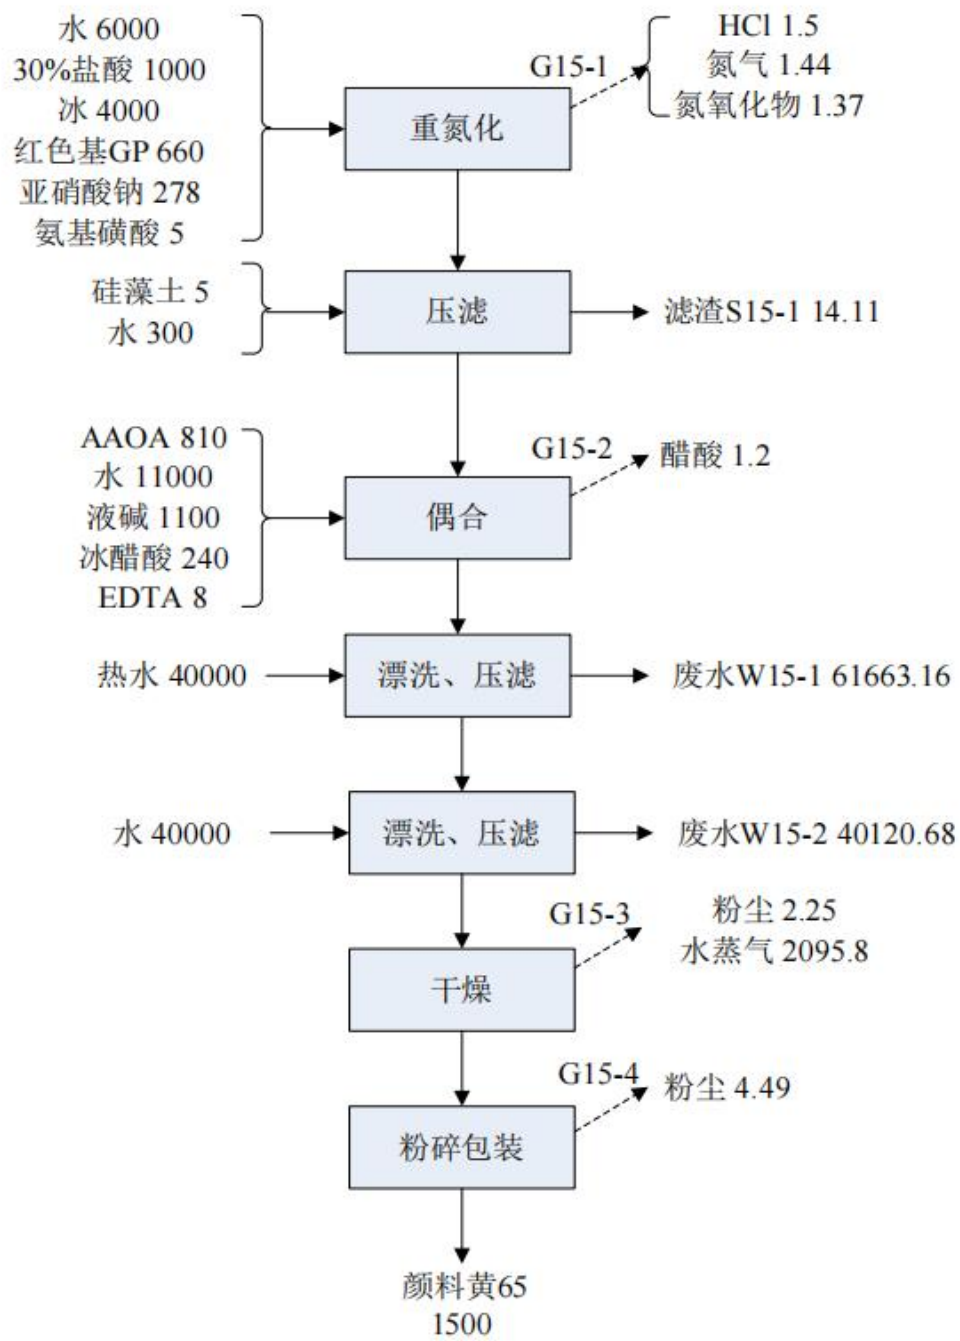 水 6000
30%盐酸 1000
冰 4000
红色基GP 660
亚硝酸钠 278
氨基磺酸 5
重氮化
G15-1
HCl 1.5
氮气 1.44
氮氧化物 1.37
硅藻土 5
水 300
压滤
滤渣S15-1 14.11
AAOA 810
水 11000
液碱 1100
冰醋酸 240
EDTA 8
偶合
G15-2
醋酸 1.2
热水 40000
漂洗、压滤
废水W15-1 61663.16
水 40000
漂洗、压滤
废水W15-2 40120.68
干燥
G15-3
粉尘 2.25
水蒸气 2095.8
粉碎包装
G15-4
粉尘 4.49
颜料黄65
1500